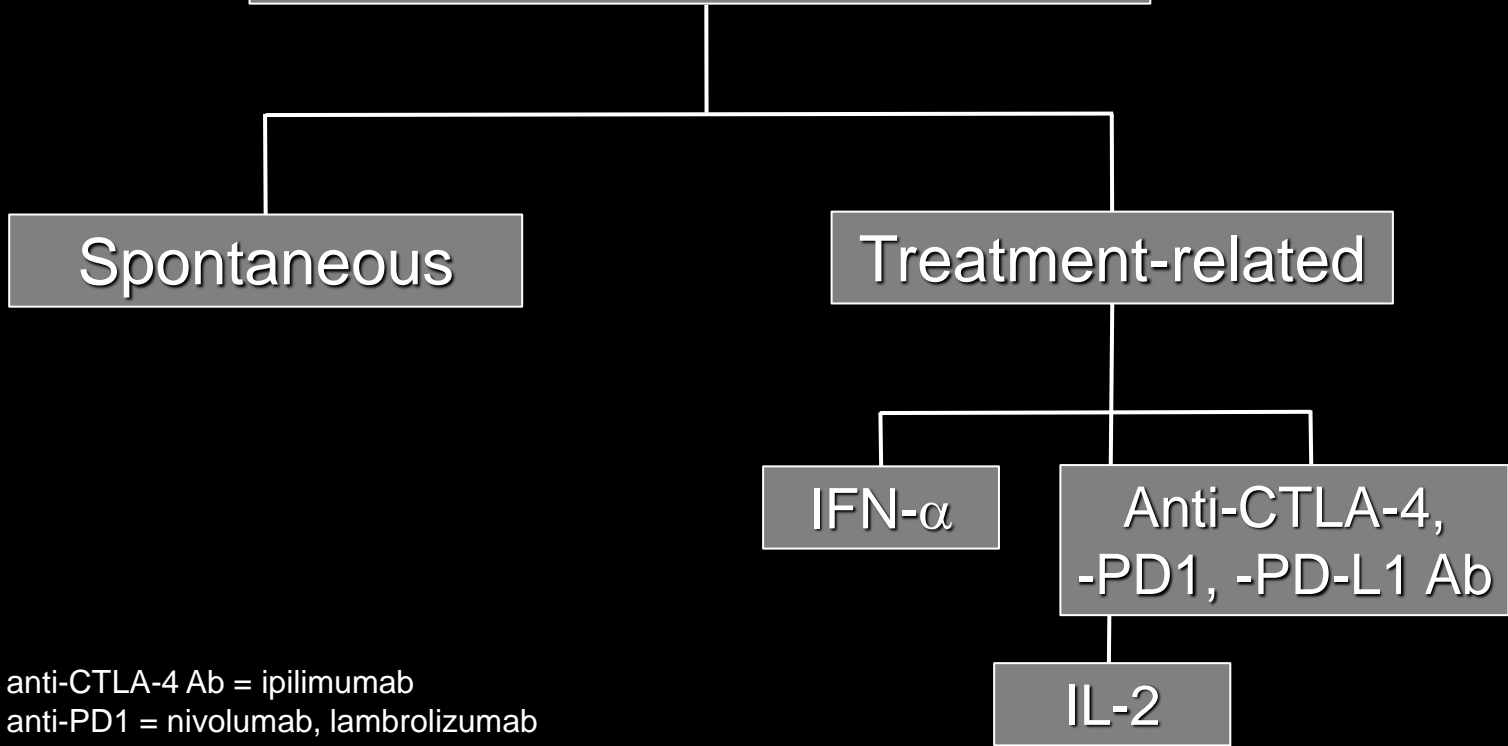 Spontaneous
Treatment-related
IFN-α
Anti-CTLA-4,
-PD1, -PD-L1 Ab
IL-2
anti-CTLA-4 Ab = ipilimumab
anti-PD1 = nivolumab, lambrolizumab